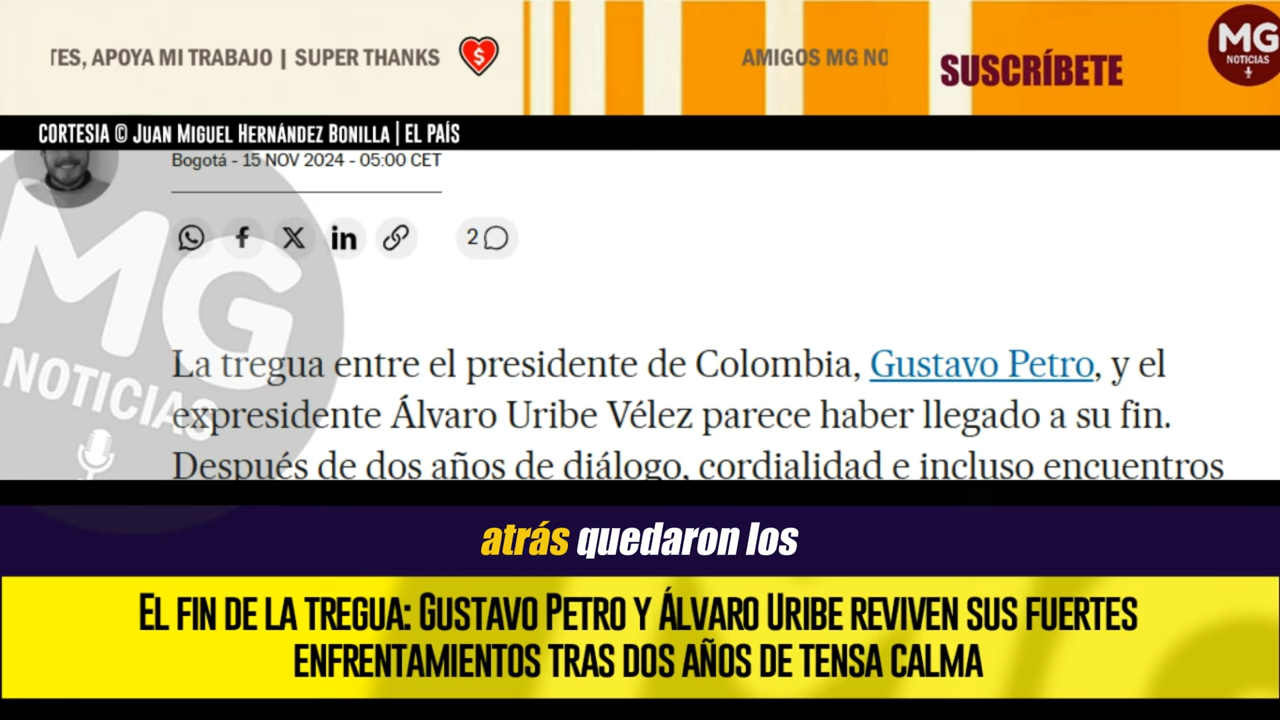 TES, APOYA MI TRABAJO | SUPER THANKS
AMIGOS MG NO
SUSCRÍBETE
MG
NOTICIAS
CORTESIA © JUAN MIGUEL HERNÁNDEZ BONILLA | EL PAÍS
Bogotá - 15 NOV 2024 - 05:00 CET
2
MG
NOTICIAS
La tregua entre el presidente de Colombia, Gustavo Petro, y el
expresidente Álvaro Uribe Vélez parece haber llegado a su fin.
Después de dos años de diálogo, cordialidad e incluso encuentros
atrás quedaron los
EL FIN DE LA TREGUA: GUSTAVO PETRO Y ÁLVARO URIBE REVIVEN SUS FUERTES
ENFRENTAMIENTOS TRAS DOS AÑOS DE TENSA CALMA